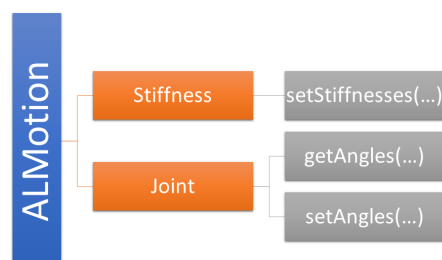 ALMotion
Stiffness
setStiffnesses(...)
Joint
getAngles(...)
setAngles(...)